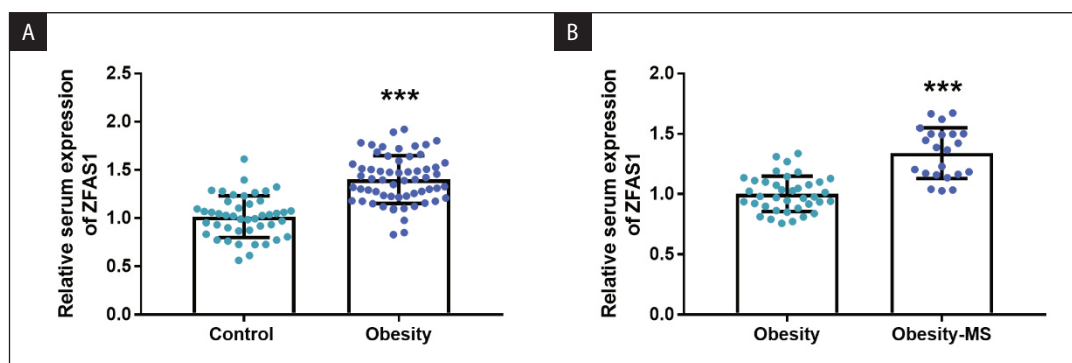 A
Relative serum expression
of ZFAS1
2.5
2.0
1.5
1.0
0.5
0.0
***
Control
Obesity
B
Relative serum expression
of ZFAS1
2.0
1.5
1.0
0.5
0.0
***
Obesity
Obesity-MS